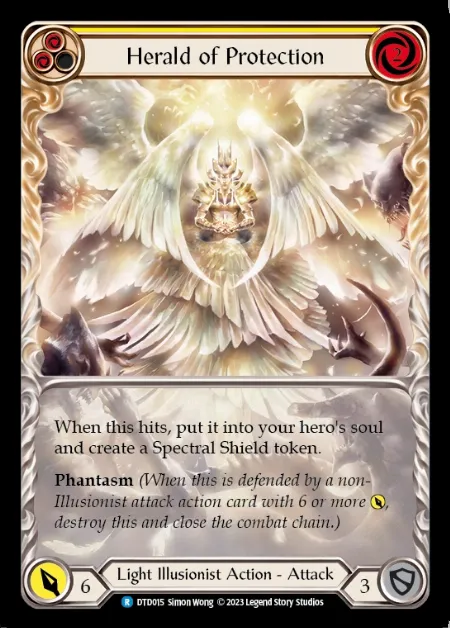 Herald of Protection
2
When this hits, put it into your hero's soul
and create a Spectral Shield token.
Phantasm (When this is defended by a non-
Illusionist attack action card with 6 or more ,
destroy this and close the combat chain.)
6
Light Illusionist Action - Attack
3
R DTD015 Simon Wong © 2023 Legend Story Studios